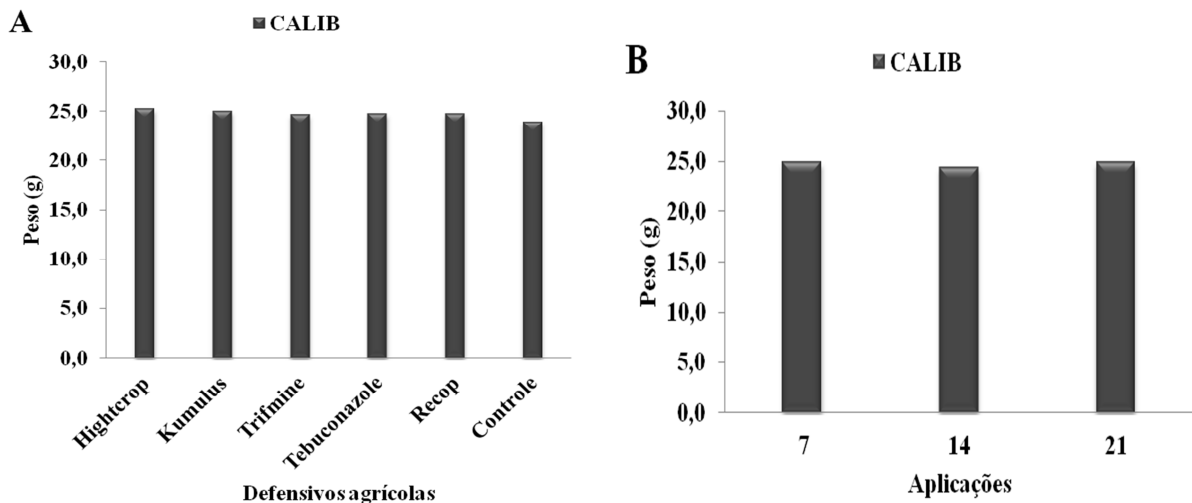 A
CALIB
30,0
25,0
20,0
15,0
10,0
5,0
0,0
Peso (g)
Hightcrop
Kumulus
Trifmine
Tebuconazole
Recop
Controle
Defensivos agrícolas
B
CALIB
30,0
25,0
20,0
15,0
10,0
5,0
0,0
Peso (g)
7 14 21
Aplicações